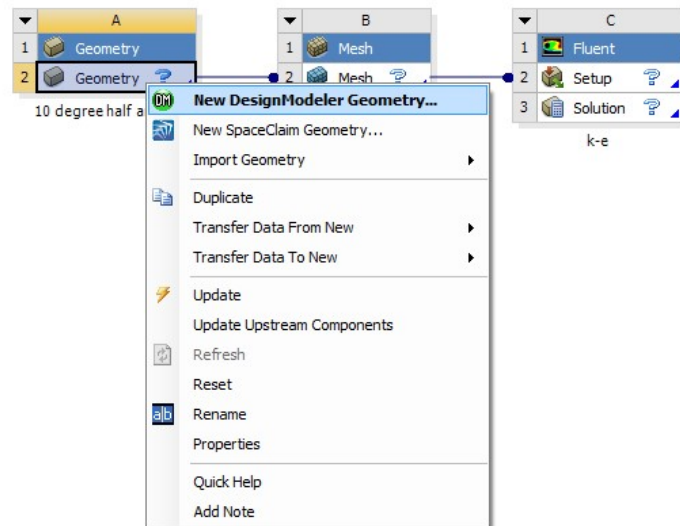 A
1 Geometry
2 Geometry ?
10 degree half a
B
1 Mesh
2 Mesh ?
C
1 Fluent
2 Setup ?
3 Solution ?
k-e
DM New DesignModeler Geometry...
New SpaceClaim Geometry...
Import Geometry
Duplicate
Transfer Data From New
Transfer Data To New
Update
Update Upstream Components
Refresh
Reset
a|b Rename
Properties
Quick Help
Add Note